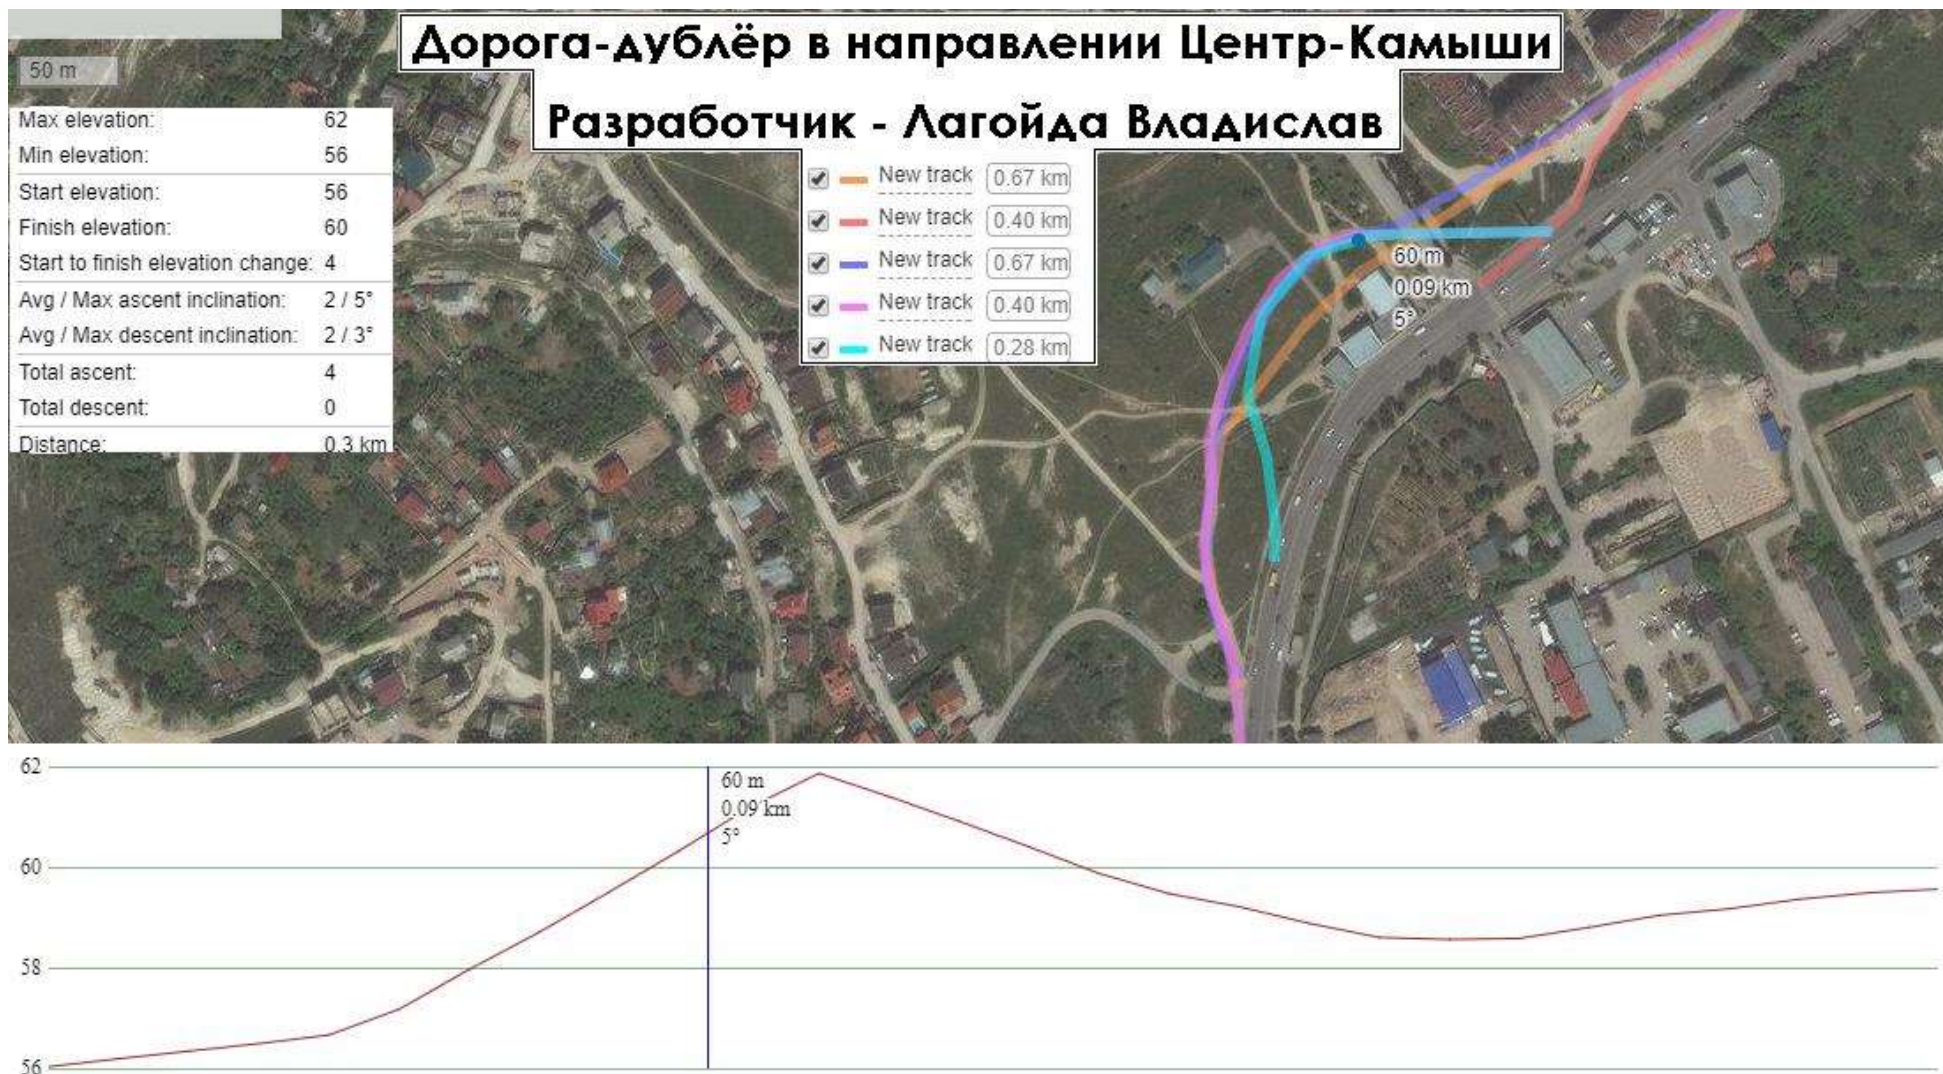 Дорога-дублёр в направлении Центр-Камыши
Разработчик - Лагойда Владислав
50 m
Max elevation: 62
Min elevation: 56
Start elevation: 56
Finish elevation: 60
Start to finish elevation change: 4
Avg / Max ascent inclination: 2 / 5°
Avg / Max descent inclination: 2 / 3°
Total ascent: 4
Total descent: 0
Distance: 0.3 km
New track 0.67 km
New track 0.40 km
New track 0.67 km
New track 0.40 km
New track 0.28 km
60 m
0.09 km
5°
62
60 m
0.09 km
5°
60
58
56